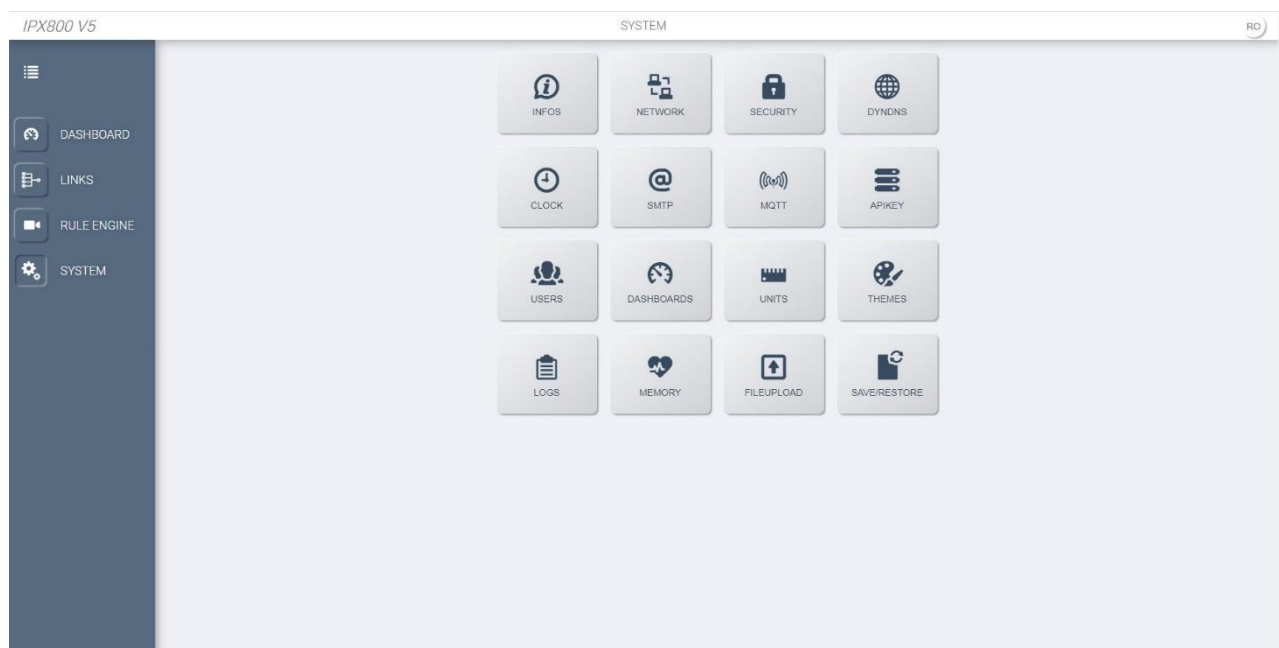 IPX800 V5
SYSTEM
RO
DASHBOARD
LINKS
RULE ENGINE
SYSTEM
INFOS
NETWORK
SECURITY
DYNDNS
CLOCK
SMTP
MQTT
APIKEY
USERS
DASHBOARDS
UNITS
THEMES
LOGS
MEMORY
FILEUPLOAD
SAVE/RESTORE